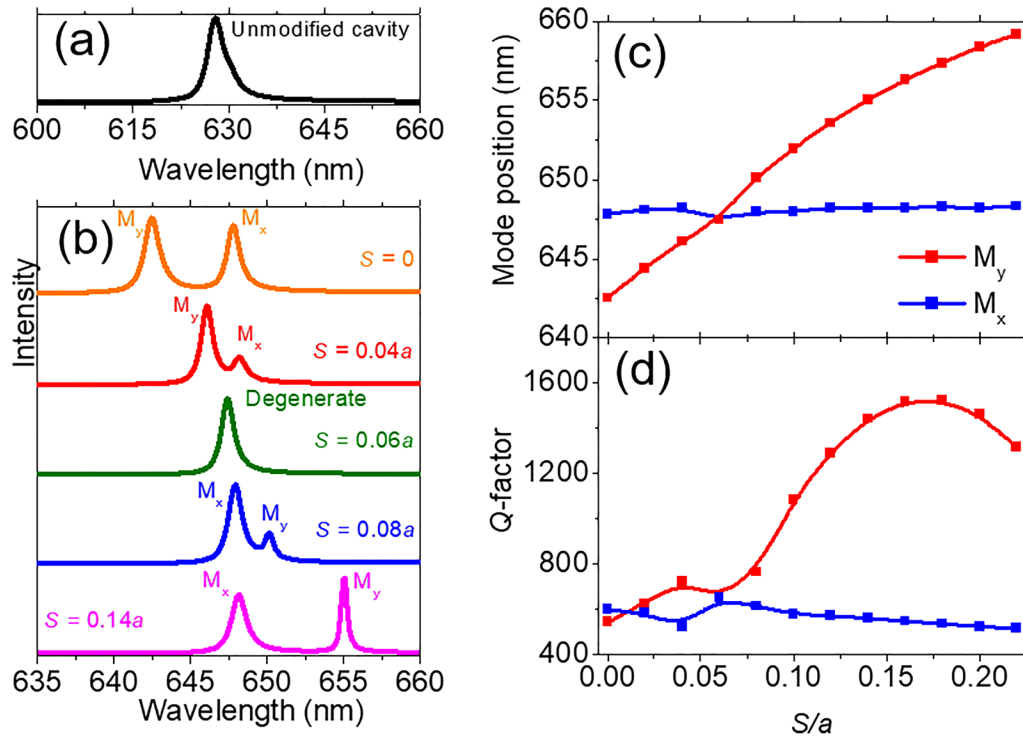 (a)
Unmodified cavity
600 615 630 645 660
Wavelength (nm)
(b)
Intensity
My Mx
S = 0
My Mx
S = 0.04a
Degenerate
S = 0.06a
Mx My
S = 0.08a
Mx My
S = 0.14a
635 640 645 650 655 660
Wavelength (nm)
(c)
Mode position (nm)
660
655
650
645
640
My
Mx
(d)
Q-factor
1600
1200
800
400
0.00 0.05 0.10 0.15 0.20
S/a